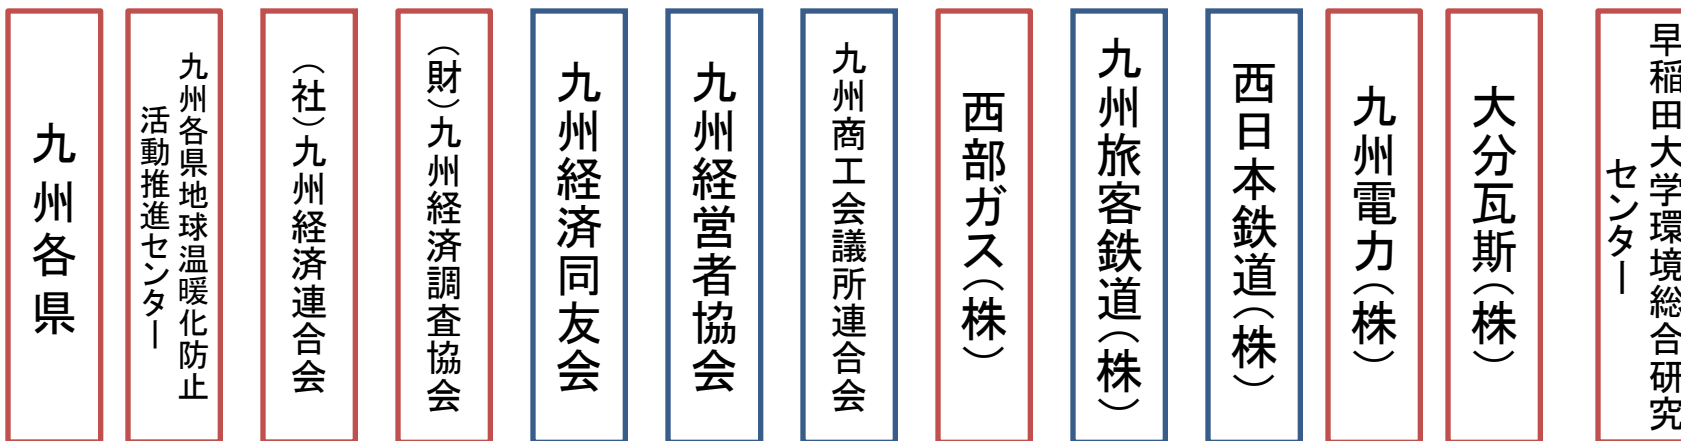 九州各県
九州各県地球温暖化防止
活動推進センター
（社）九州経済連合会
（財）九州経済調査協会
九州経済同友会
九州経営者協会
九州商工会議所連合会
西部ガス（株）
九州旅客鉄道（株）
西日本鉄道（株）
九州電力（株）
大分瓦斯（株）
早稲田大学環境総合研究
センター